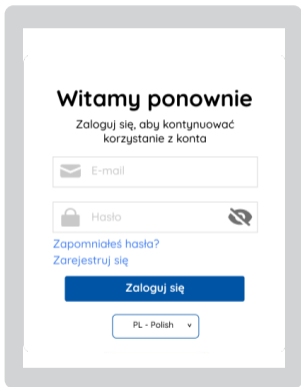 Witamy ponownie
Zaloguj się, aby kontynuować
korzystanie z konta
E-mail
Hasło
Zapomniałeś hasła?
Zarejestruj się
Zaloguj się
PL - Polish